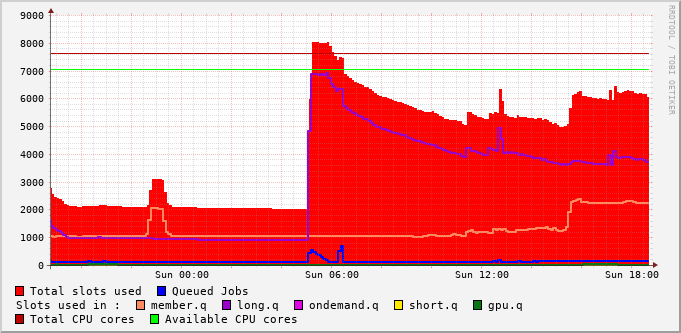 9000
8000
7000
6000
5000
4000
3000
2000
1000
0
Sun 00:00 Sun 06:00 Sun 12:00 Sun 18:00
RRDTOOL / TOBI OETIKER
Total slots used Queued Jobs
Slots used in : member.q long.q ondemand.q short.q gpu.q
Total CPU cores Available CPU cores